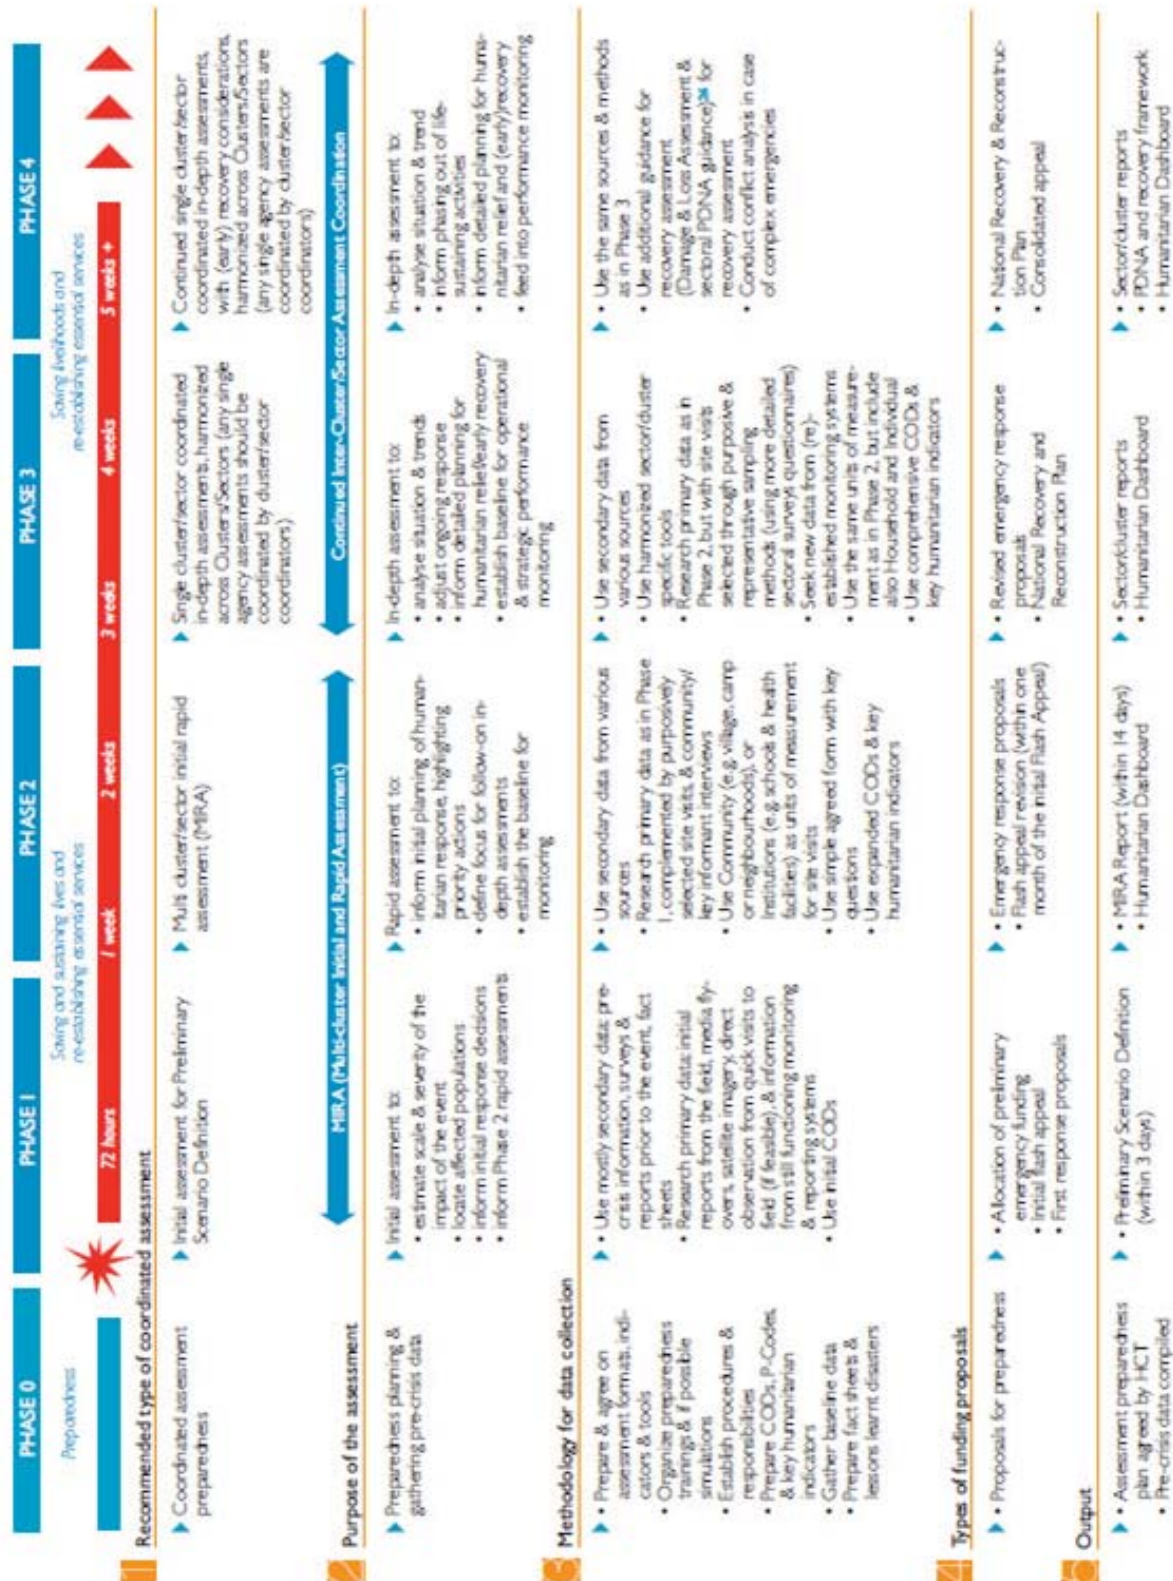 PHASE 0
PHASE 1
PHASE 2
PHASE 3
PHASE 4
Preparedness
Saving and sustaining lives and
re-establishing essential services
Saving livelihoods and
re-establishing essential services
72 hours
1 week
2 weeks
3 weeks
4 weeks
5 weeks +
1
Recommended type of coordinated assessment
Coordinated assessment
preparedness
Initial assessment for Preliminary
Scenario Definition
Multi cluster/sector initial rapid
assessment (MIRA)
Single cluster/sector coordinated
in-depth assessments, harmonized
across Clusters/Sectors (any single
agency assessments should be
coordinated by cluster/sector
coordinators)
Continued single cluster/sector
coordinated in-depth assessments,
with (early) recovery considerations,
harmonized across Clusters/Sectors
(any single agency assessments are
coordinated by cluster/sector
coordinators)
MIRA (Multi-cluster Initial and Rapid Assessment)
Continued Inter-Cluster/Sector Assessment Coordination
2
Purpose of the assessment
Preparedness planning &
gathering pre-crisis data
Initial assessment to:
• estimate scale & severity of the
impact of the event
• locate affected populations
• inform initial response decisions
• inform Phase 2 rapid assessments
Rapid assessment to:
• inform initial planning of human-
itarian response, highlighting
priority actions
• define focus for follow-on in-
depth assessments
• establish the baseline for
monitoring
In-depth assessment to:
• analyse situation & trends
• adjust ongoing response
• inform detailed planning for
humanitarian relief/early recovery
• establish baseline for operational
& strategic performance
monitoring
In-depth assessment to:
• analyse situation & trend
• inform phasing out of life-
sustaining activities
• inform detailed planning for huma-
nitarian relief and (early)recovery
• feed into performance monitoring
3
Methodology for data collection
• Prepare & agree on
assessment formats, indi-
cators & tools
• Organize preparedness
trainings & if possible
simulations
• Establish procedures &
responsibilities
• Prepare CODs, P-Codes,
& key humanitarian
indicators
• Gather baseline data
• Prepare fact sheets &
lessons learnt disasters
• Use mostly secondary data: pre-
crisis information, surveys &
reports prior to the event, fact
sheets
• Research primary data: initial
reports from the field, media fly-
overs, satellite imagery, direct
observation from quick visits to
field (if feasible), & information
from still functioning monitoring
& reporting systems
• Use initial CODs
• Use secondary data from various
sources
• Research primary data as in Phase
1, complemented by purposively
selected site visits, & community/
key informant interviews
• Use Community (e.g. village, camp
or neighbourhoods), or
Institutions (e.g. schools & health
facilities) as units of measurement
for site visits
• Use simple agreed form with key
questions
• Use expanded CODs & key
humanitarian indicators
• Use secondary data from
various sources
• Use harmonized sector/cluster
specific tools
• Research primary data as in
Phase 2, but with site visits
selected through purposive &
representative sampling
methods (using more detailed
sectoral surveys questionnaires)
• Seek new data from (re)-
established monitoring systems
• Use the same units of measure-
ment as in Phase 2, but include
also Household and Individual
• Use comprehensive CODs &
key humanitarian indicators
• Use the same sources & methods
as in Phase 3
• Use additional guidance for
recovery assessment
(Damage & Loss Assessment &
sectoral PDNA guidance) for
recovery assessment
• Conduct conflict analysis in case
of complex emergencies
4
Types of funding proposals
• Proposals for preparedness
• Allocation of preliminary
emergency funding
• Initial flash appeal
• First response proposals
• Emergency response proposals
• Flash appeal revision (within one
month of the initial Flash Appeal)
• Revised emergency response
proposals
• National Recovery and
Reconstruction Plan
• National Recovery & Reconstruc-
tion Plan
• Consolidated appeal
5
Output
• Assessment preparedness
plan agreed by HCT
• Pre-crisis data compiled
• Preliminary Scenario Definition
(within 3 days)
• MIRA Report (within 14 days)
• Humanitarian Dashboard
• Sector/cluster reports
• Humanitarian Dashboard
• Sector/cluster reports
• PDNA and recovery framework
• Humanitarian Dashboard